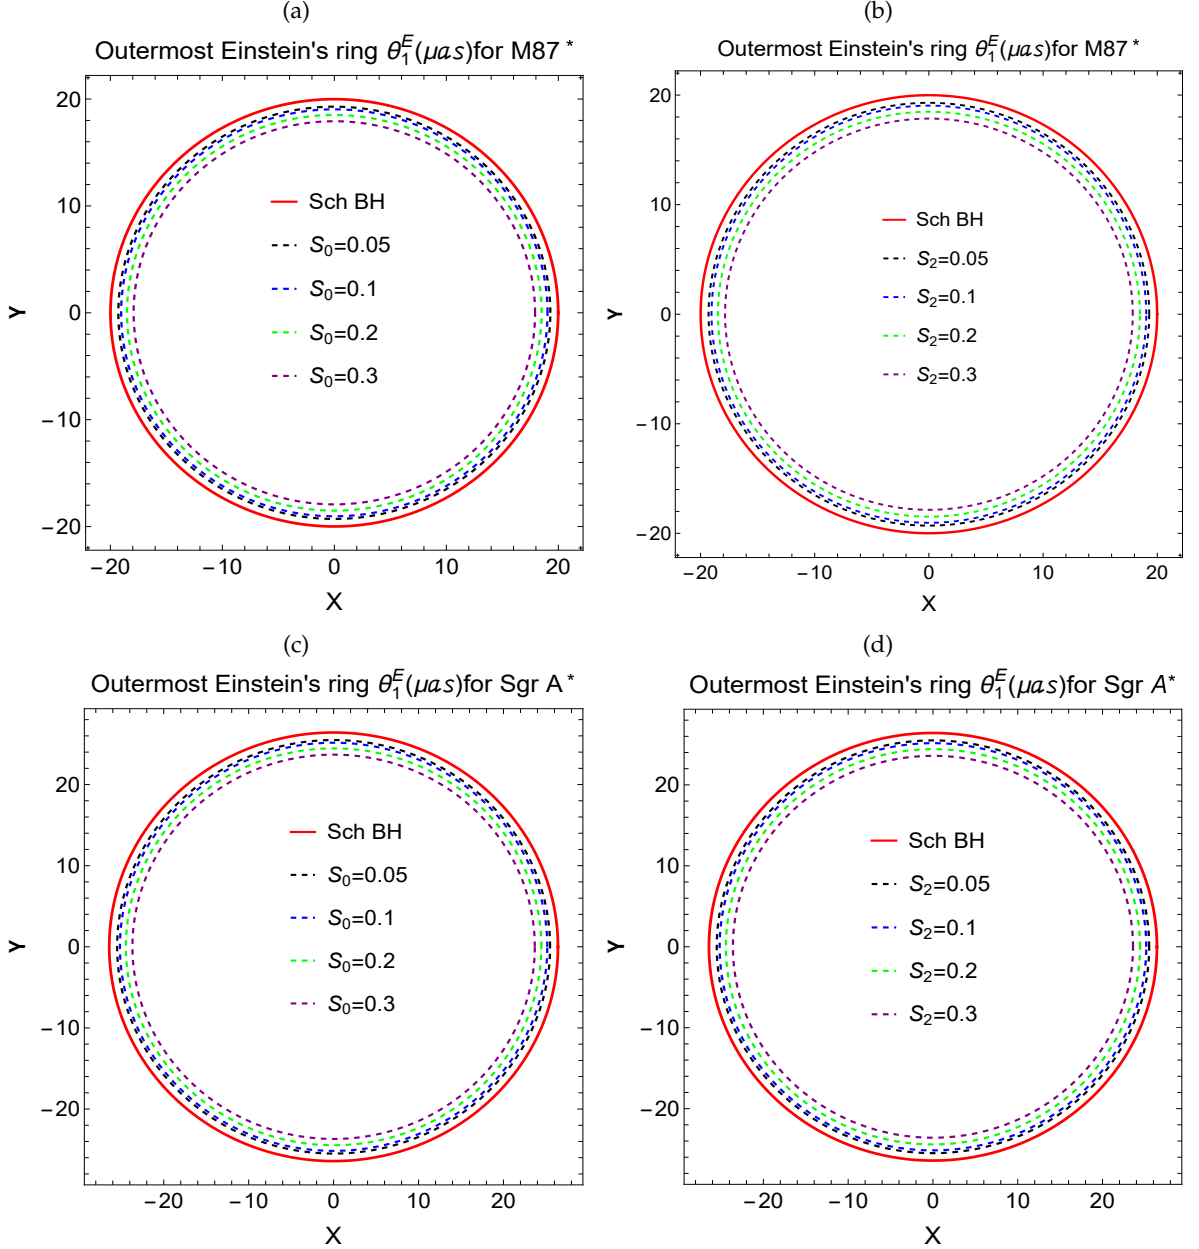 (a)
Outermost Einstein's ring θ₁ᴱ(μas)for M87 *
20
10
0
−10
−20
Y
Sch BH
S₀=0.05
S₀=0.1
S₀=0.2
S₀=0.3
−20 −10 0 10 20
X
(b)
Outermost Einstein's ring θ₁ᴱ(μas)for M87 *
20
10
0
−10
−20
Y
Sch BH
S₂=0.05
S₂=0.1
S₂=0.2
S₂=0.3
−20 −10 0 10 20
X
(c)
Outermost Einstein's ring θ₁ᴱ(μas)for Sgr A *
20
10
0
−10
−20
Y
Sch BH
S₀=0.05
S₀=0.1
S₀=0.2
S₀=0.3
−20 −10 0 10 20
X
(d)
Outermost Einstein's ring θ₁ᴱ(μas)for Sgr A*
20
10
0
−10
−20
Y
Sch BH
S₂=0.05
S₂=0.1
S₂=0.2
S₂=0.3
−20 −10 0 10 20
X